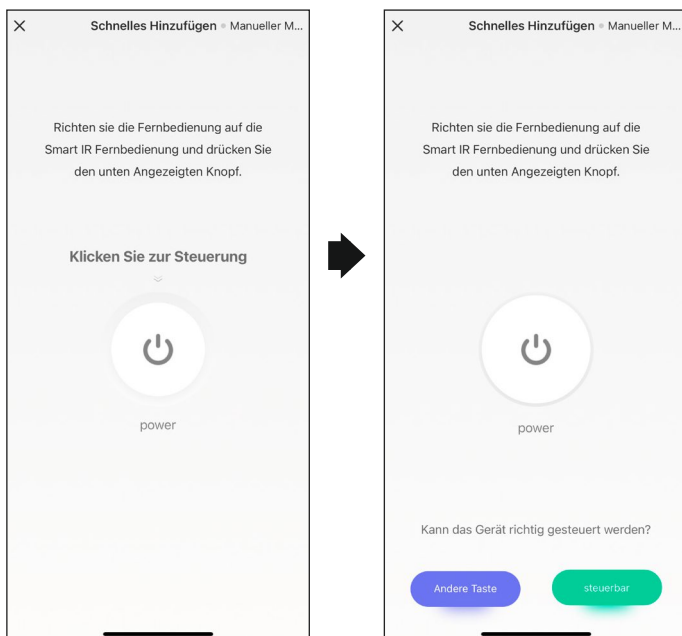 Schnelles Hinzufügen • Manueller M...
Richten sie die Fernbedienung auf die
Smart IR Fernbedienung und drücken Sie
den unten Angezeigten Knopf.
Klicken Sie zur Steuerung
power
Schnelles Hinzufügen • Manueller M...
Richten sie die Fernbedienung auf die
Smart IR Fernbedienung und drücken Sie
den unten Angezeigten Knopf.
power
Kann das Gerät richtig gesteuert werden?
Andere Taste
steuerbar